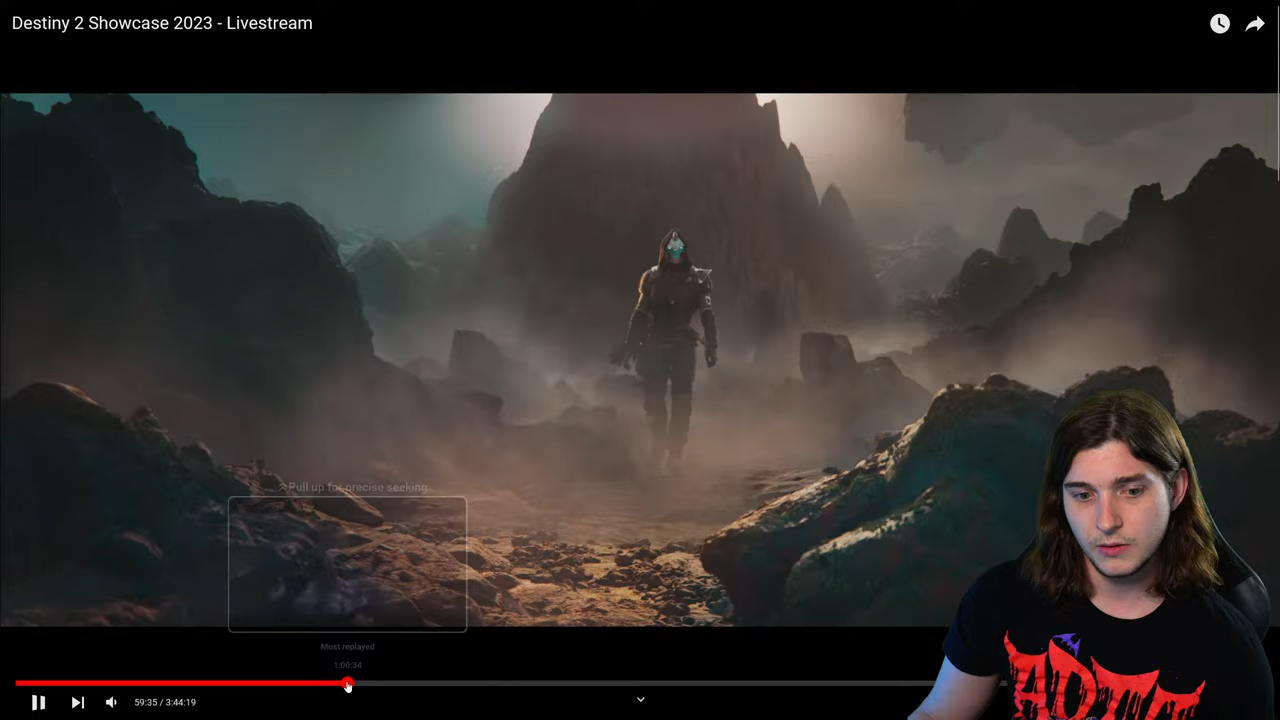 Destiny 2 Showcase 2023 - Livestream
Pull up for precise seeking
Most replayed
1:00:34
59:35 / 3:44:19